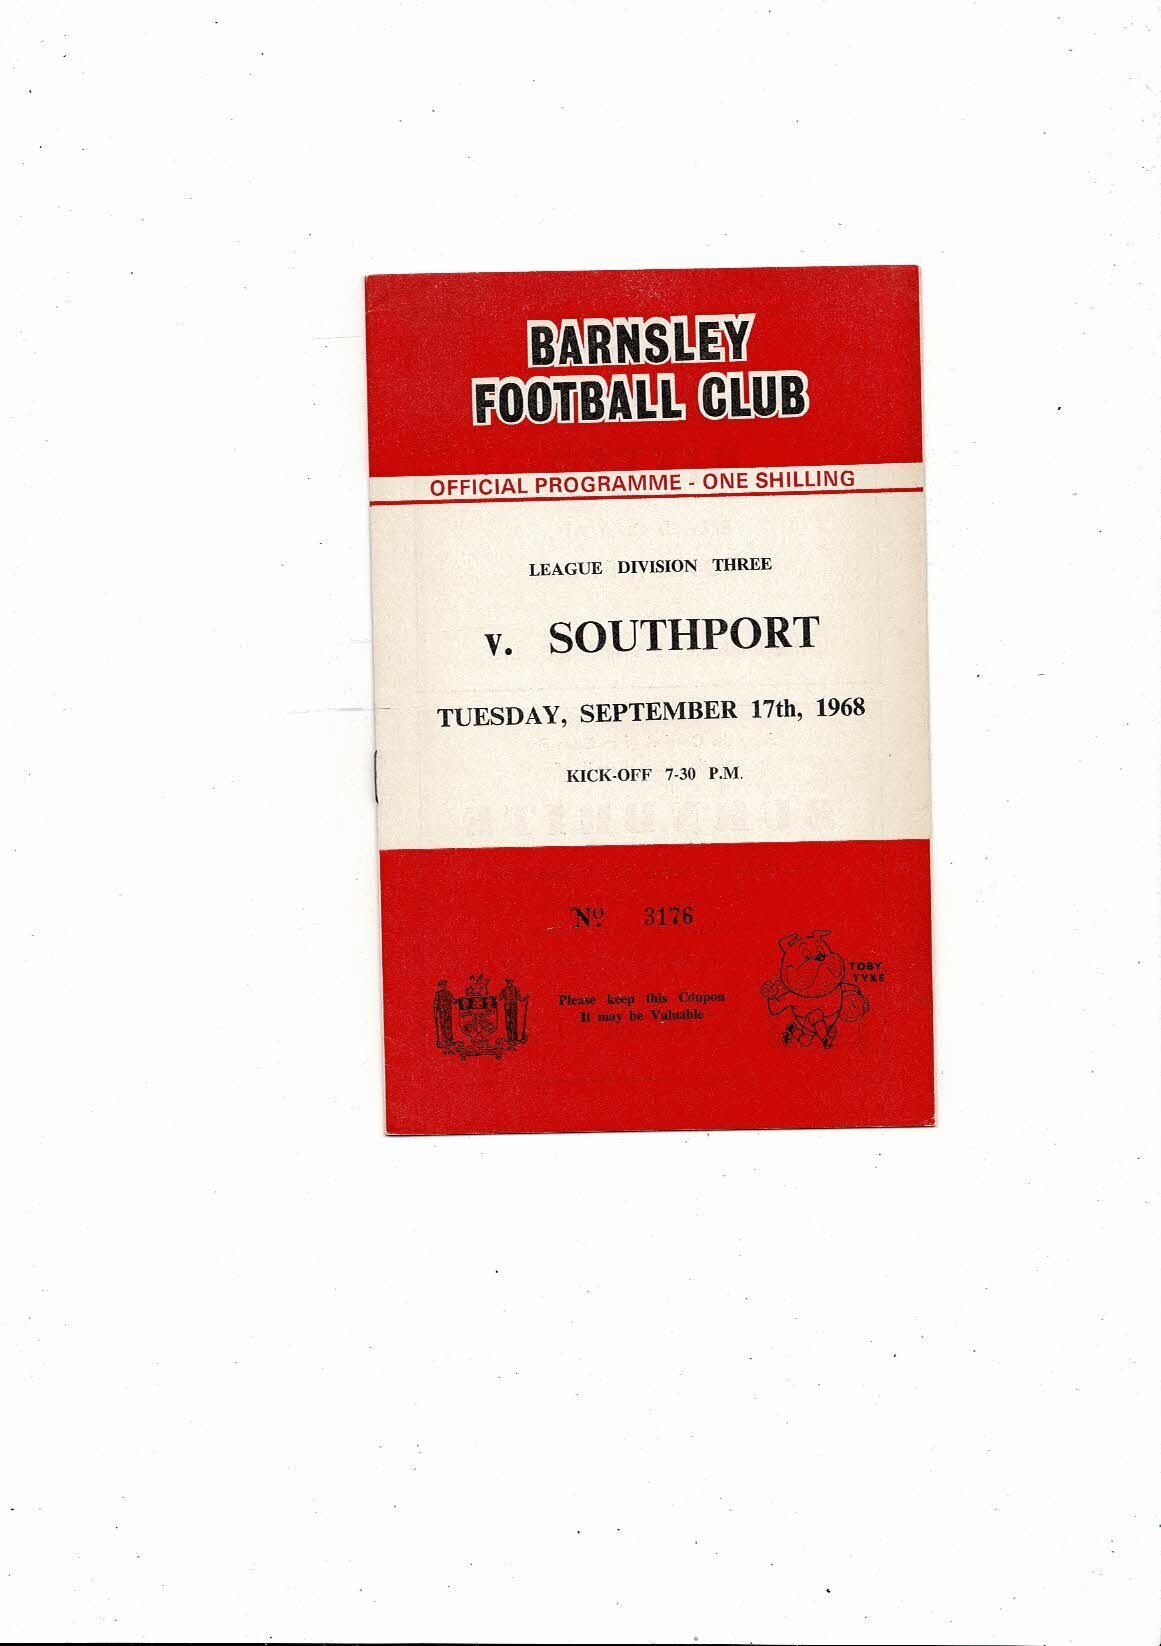 BARNSLEY
FOOTBALL CLUB
OFFICIAL PROGRAMME - ONE SHILLING
LEAGUE DIVISION THREE
v. SOUTHPORT
TUESDAY, SEPTEMBER 17th, 1968
KICK-OFF 7-30 P.M.
Nº 3176
TOBY
TYKE
Please keep this Coupon
It may be Valuable